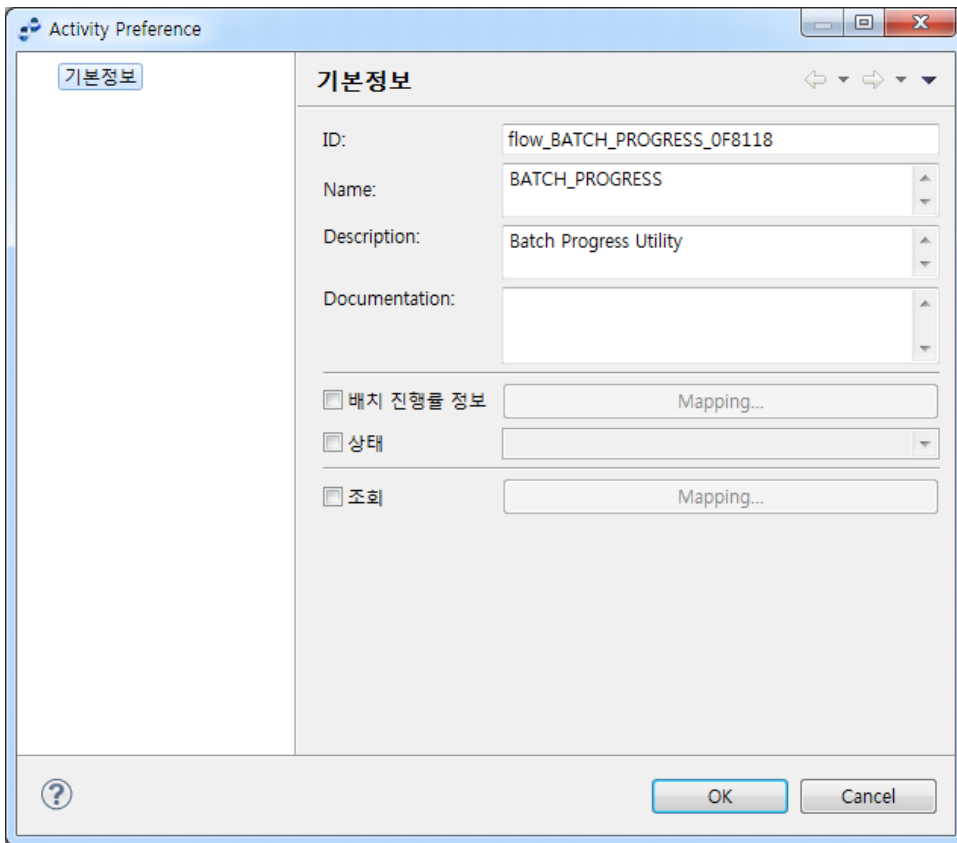 Activity Preference
기본정보
기본정보
ID: flow_BATCH_PROGRESS_0F8118
Name: BATCH_PROGRESS
Description: Batch Progress Utility
Documentation:
배치 진행률 정보 Mapping...
상태
조회 Mapping...
OK Cancel